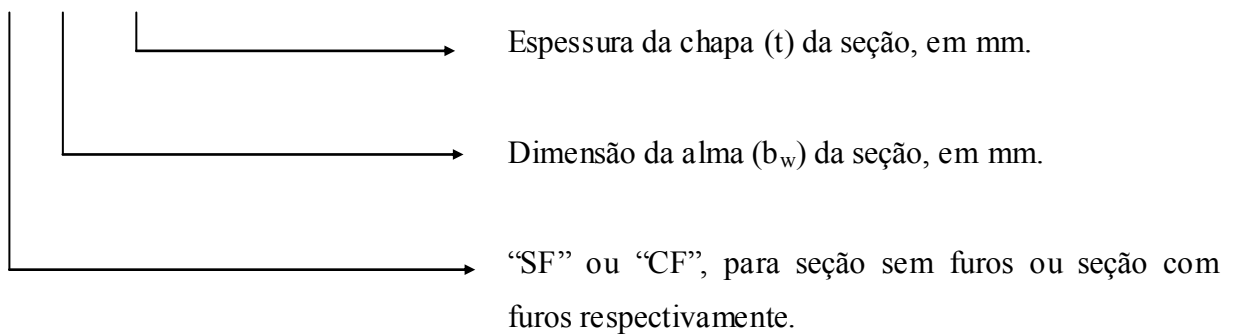 Espessura da chapa (t) da seção, em mm.
Dimensão da alma (bw) da seção, em mm.
“SF” ou “CF”, para seção sem furos ou seção com
furos respectivamente.